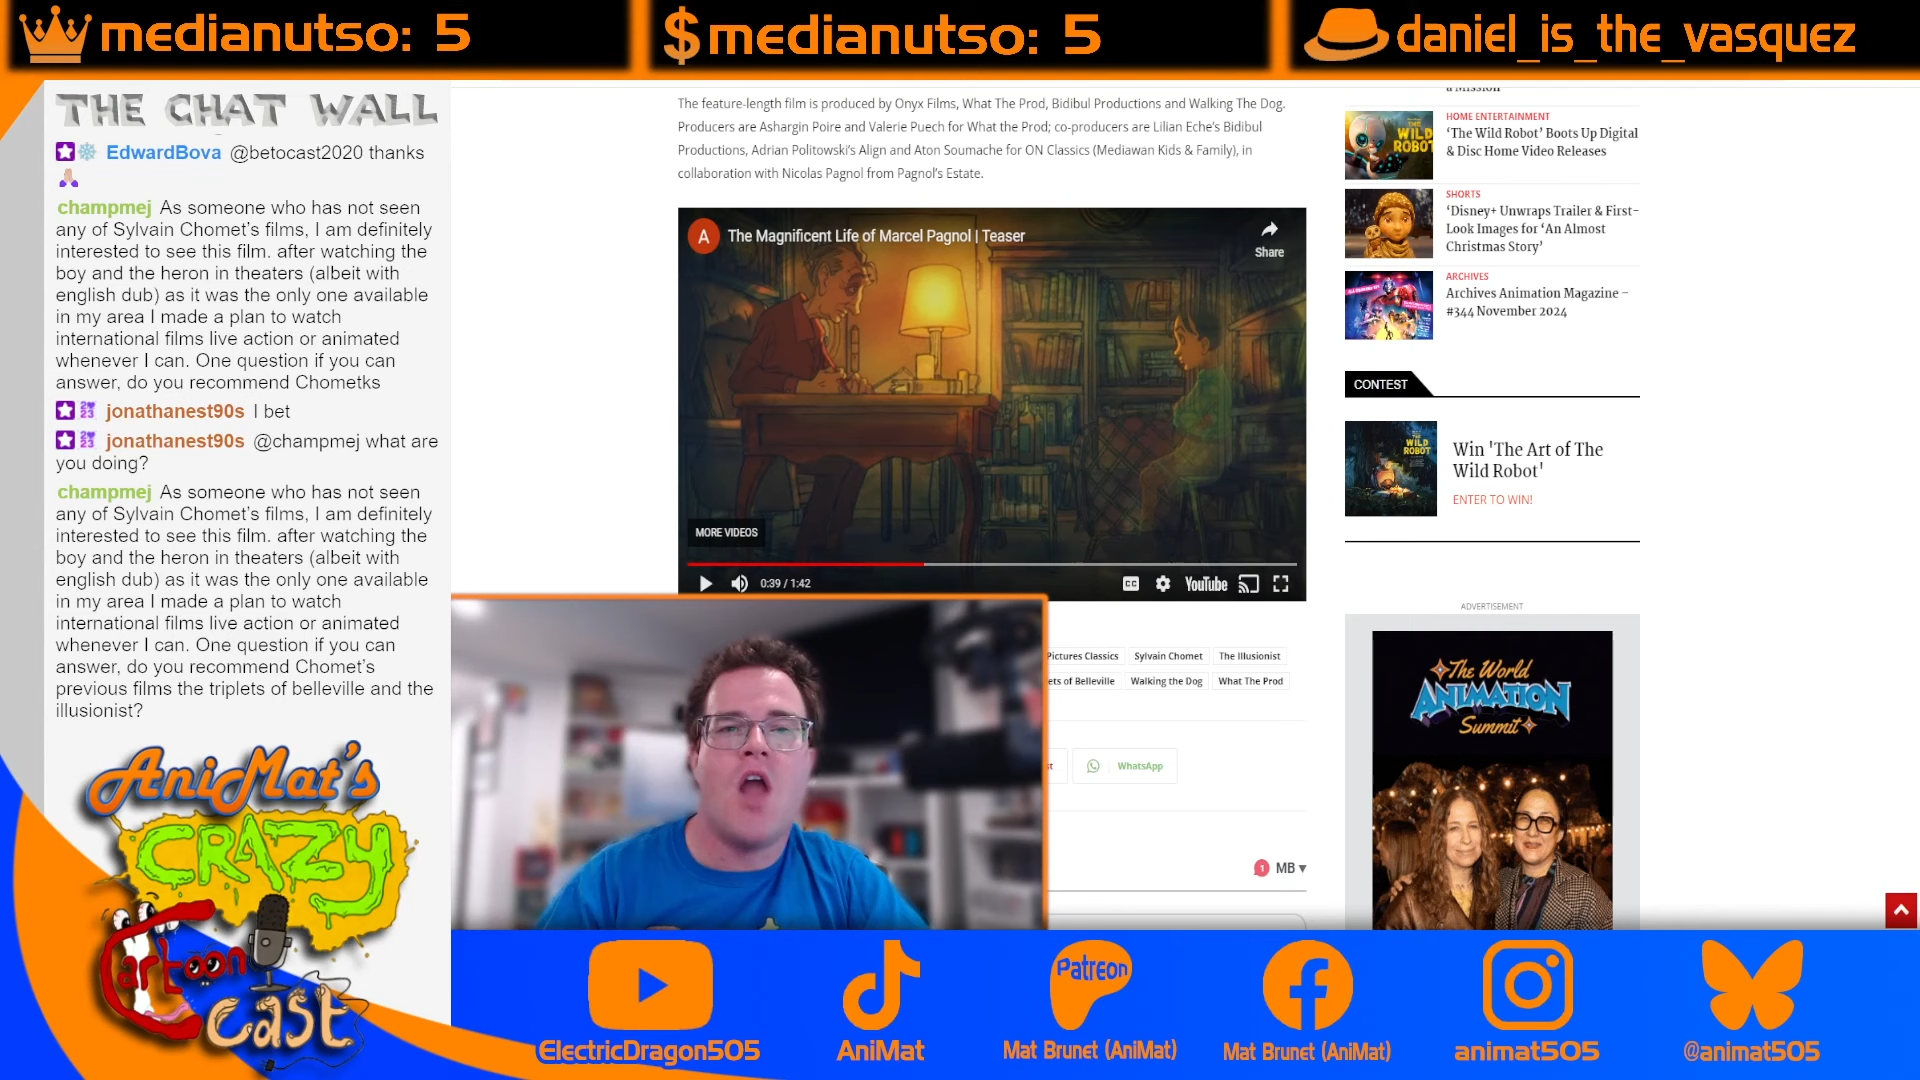 medianutso: 5
$ medianutso: 5
daniel_is_the_vasquez
THE CHAT WALL
EdwardBova @betocast2020 thanks
champmej As someone who has not seen
any of Sylvain Chomet's films, I am definitely
interested to see this film. after watching the
boy and the heron in theaters (albeit with
english dub) as it was the only one available
in my area I made a plan to watch
international films live action or animated
whenever I can. One question if you can
answer, do you recommend Chometks
jonathanest90s I bet
jonathanest90s @champmej what are
you doing?
champmej As someone who has not seen
any of Sylvain Chomet's films, I am definitely
interested to see this film. after watching the
boy and the heron in theaters (albeit with
english dub) as it was the only one available
in my area I made a plan to watch
international films live action or animated
whenever I can. One question if you can
answer, do you recommend Chomet's
previous films the triplets of belleville and the
illusionist?
AniMat's
CRAZY
Cartoon
Cast
The feature-length film is produced by Onyx Films, What The Prod, Bidibul Productions and Walking The Dog.
Producers are Ashargin Poire and Valerie Puech for What the Prod; co-producers are Lilian Eche's Bidibul
Productions, Adrian Politowski's Align and Aton Soumache for ON Classics (Mediawan Kids & Family), in
collaboration with Nicolas Pagnol from Pagnol's Estate.
A
The Magnificent Life of Marcel Pagnol | Teaser
Share
MORE VIDEOS
0:39 / 1:42
CC
YouTube
Pictures Classics
Sylvain Chomet
The Illusionist
ets of Belleville
Walking the Dog
What The Prod
st
WhatsApp
1
MB ▾
a Mission'
HOME ENTERTAINMENT
'The Wild Robot' Boots Up Digital
& Disc Home Video Releases
THE WILD ROBOT
SHORTS
'Disney+ Unwraps Trailer & First-
Look Images for 'An Almost
Christmas Story'
ARCHIVES
Archives Animation Magazine –
#344 November 2024
CONTEST
THE WILD ROBOT
Win 'The Art of The
Wild Robot'
ENTER TO WIN!
ADVERTISEMENT
The World
ANIMATION
Summit
ElectricDragon505
AniMat
Patreon
Mat Brunet (AniMat)
Mat Brunet (AniMat)
animat505
@animat505